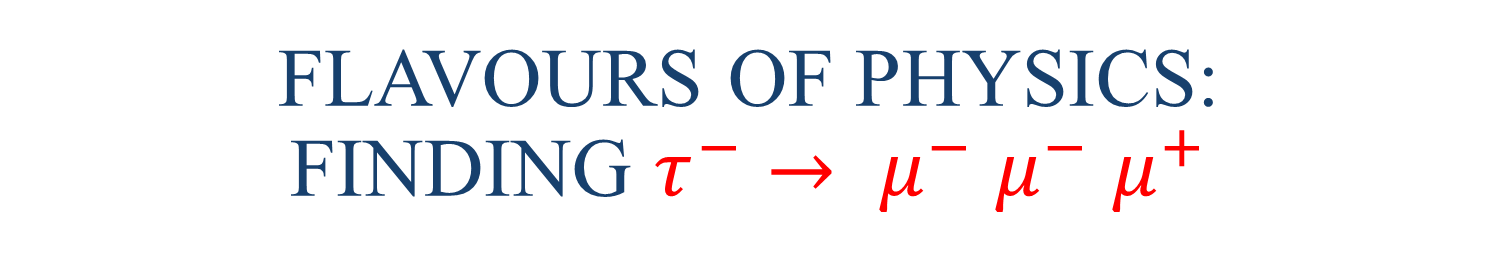 FLAVOURS OF PHYSICS:
FINDING τ⁻ → μ⁻ μ⁻ μ⁺